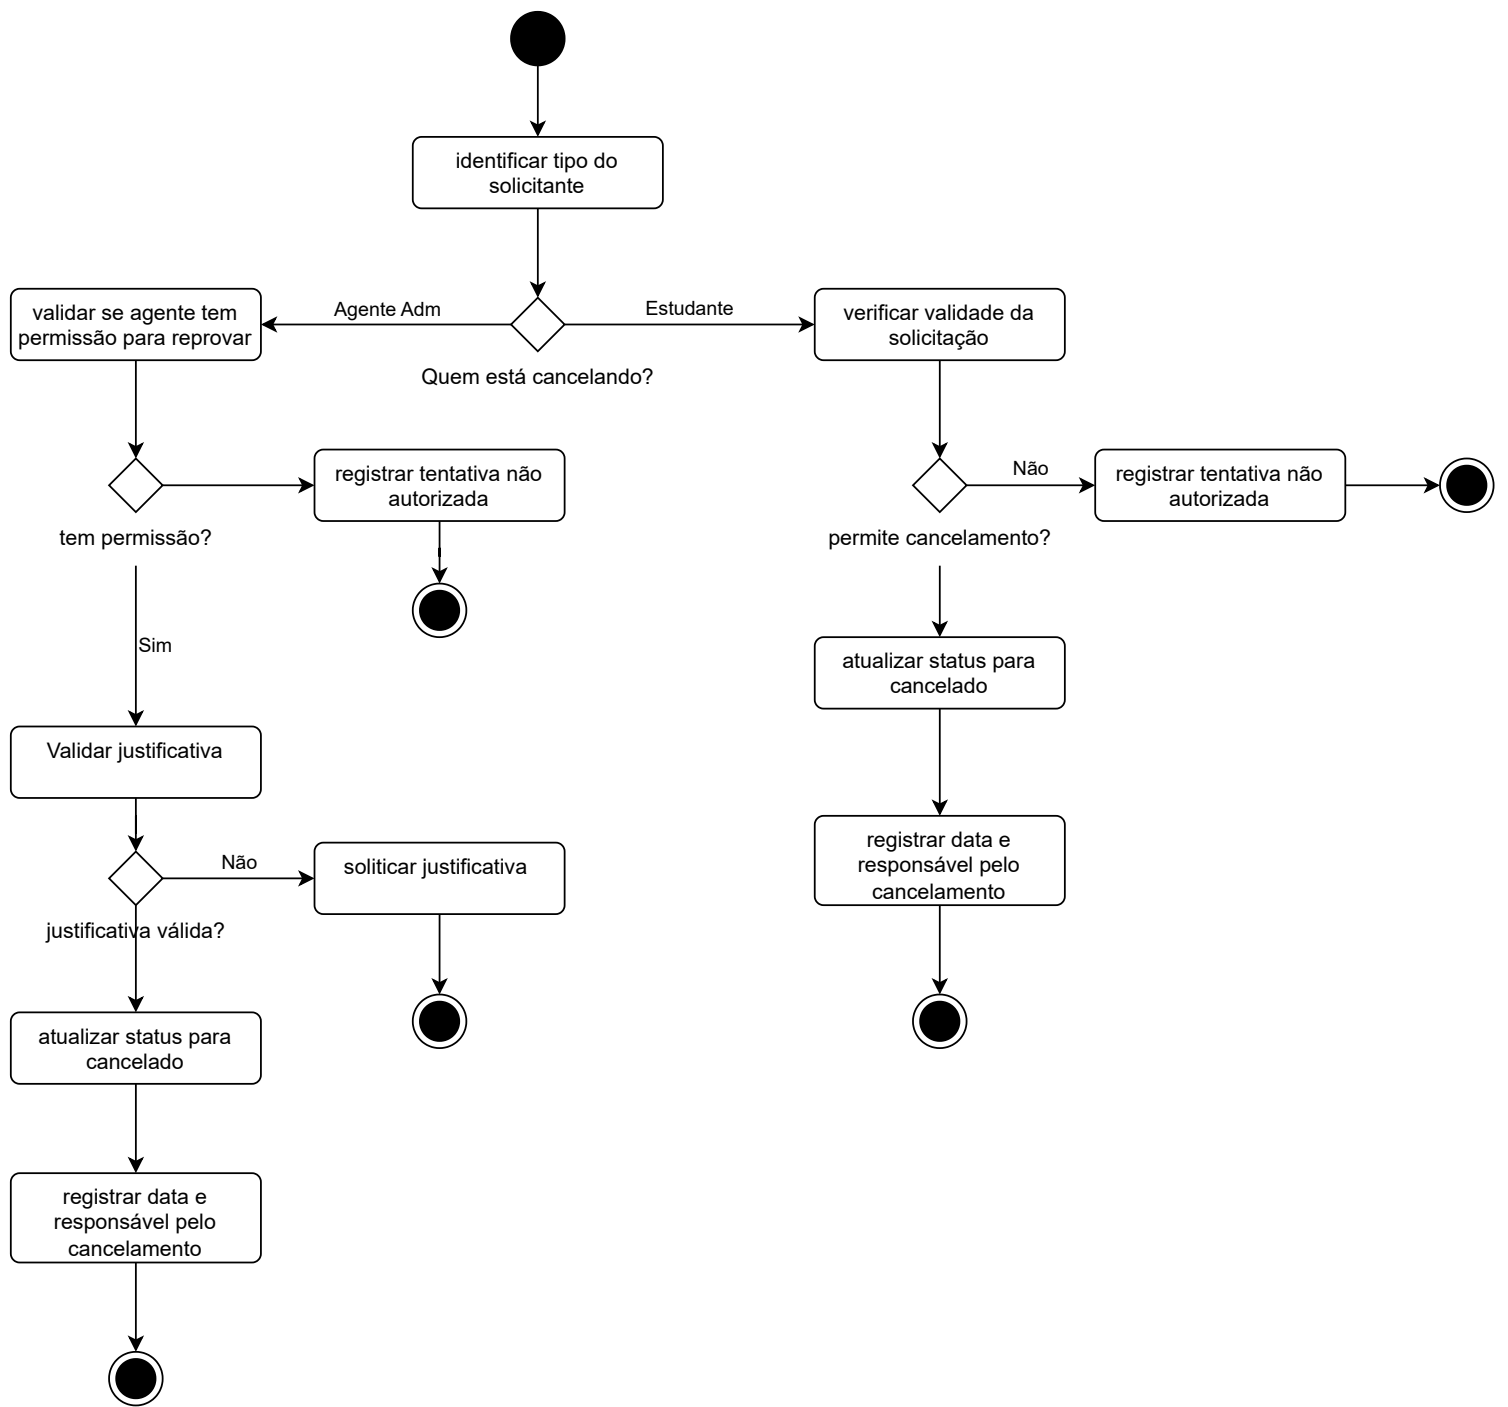 identificar tipo do
solicitante
validar se agente tem
permissão para reprovar
Agente Adm
Estudante
verificar validade da
solicitação
Quem está cancelando?
registrar tentativa não
autorizada
Não
registrar tentativa não
autorizada
tem permissão?
permite cancelamento?
Sim
atualizar status para
cancelado
Validar justificativa
registrar data e
responsável pelo
cancelamento
Não
soliticar justificativa
justificativa válida?
atualizar status para
cancelado
registrar data e
responsável pelo
cancelamento